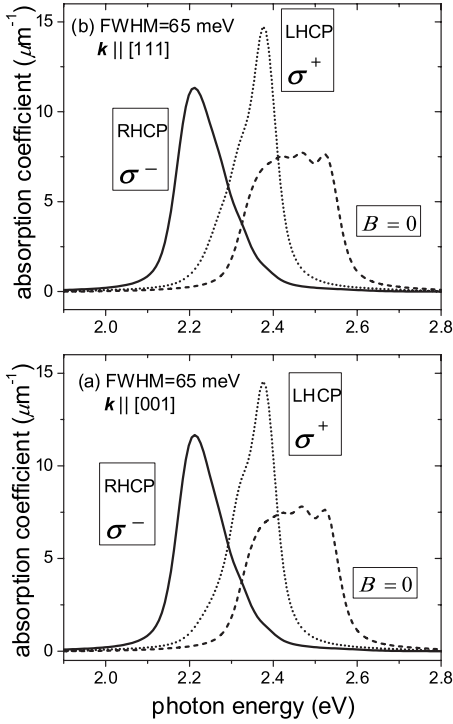 (b) FWHM=65 meV
k || [111]
LHCP
σ⁺
RHCP
σ⁻
B = 0
absorption coefficient (μm⁻¹)
15
10
5
0
2.0 2.2 2.4 2.6 2.8
(a) FWHM=65 meV
k || [001]
LHCP
σ⁺
RHCP
σ⁻
B = 0
absorption coefficient (μm⁻¹)
15
10
5
0
2.0 2.2 2.4 2.6 2.8
photon energy (eV)